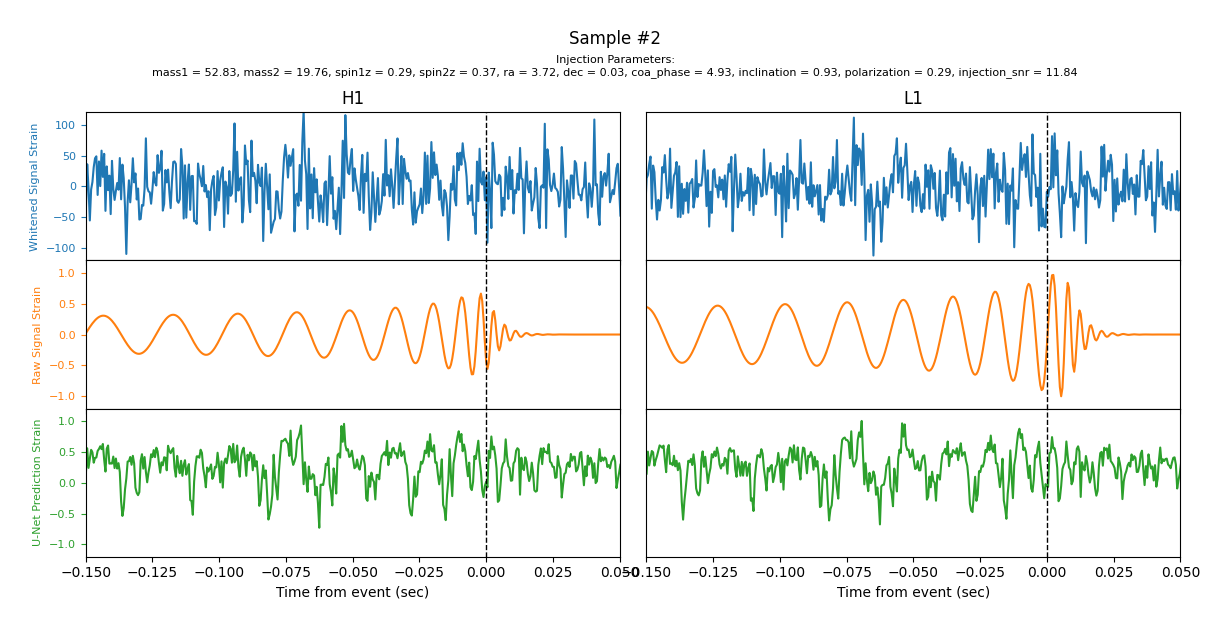 Sample #2
Injection Parameters:
mass1 = 52.83, mass2 = 19.76, spin1z = 0.29, spin2z = 0.37, ra = 3.72, dec = 0.03, coa_phase = 4.93, inclination = 0.93, polarization = 0.29, injection_snr = 11.84
H1
L1
Whitened Signal Strain
100
50
0
−50
−100
Raw Signal Strain
1.0
0.5
0.0
−0.5
−1.0
U-Net Prediction Strain
1.0
0.5
0.0
−0.5
−1.0
−0.150 −0.125 −0.100 −0.075 −0.050 −0.025 0.000 0.025 0.050
−0.150 −0.125 −0.100 −0.075 −0.050 −0.025 0.000 0.025 0.050
Time from event (sec)
Time from event (sec)